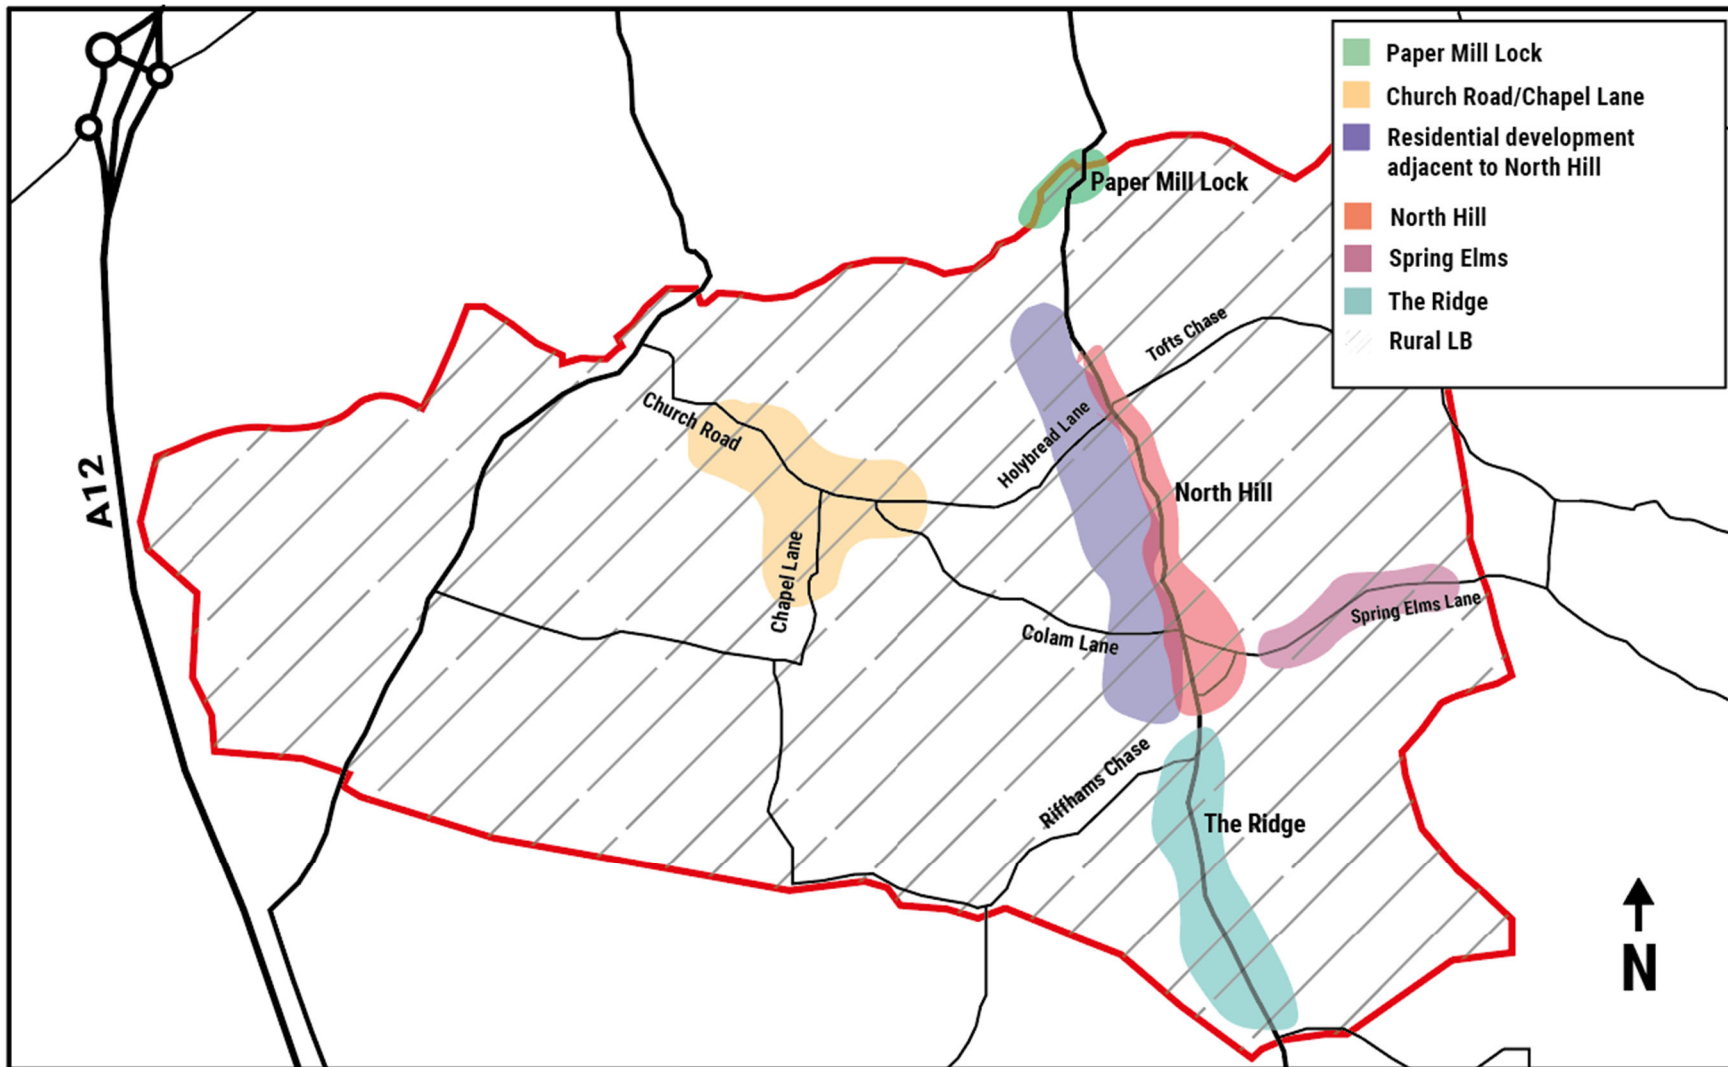 Paper Mill Lock
Church Road/Chapel Lane
Residential development
adjacent to North Hill
North Hill
Spring Elms
The Ridge
Rural LB
Paper Mill Lock
Tofts Chase
Church Road
Holybread Lane
A12
North Hill
Chapel Lane
Spring Elms Lane
Colam Lane
Riffhams Chase
The Ridge
N